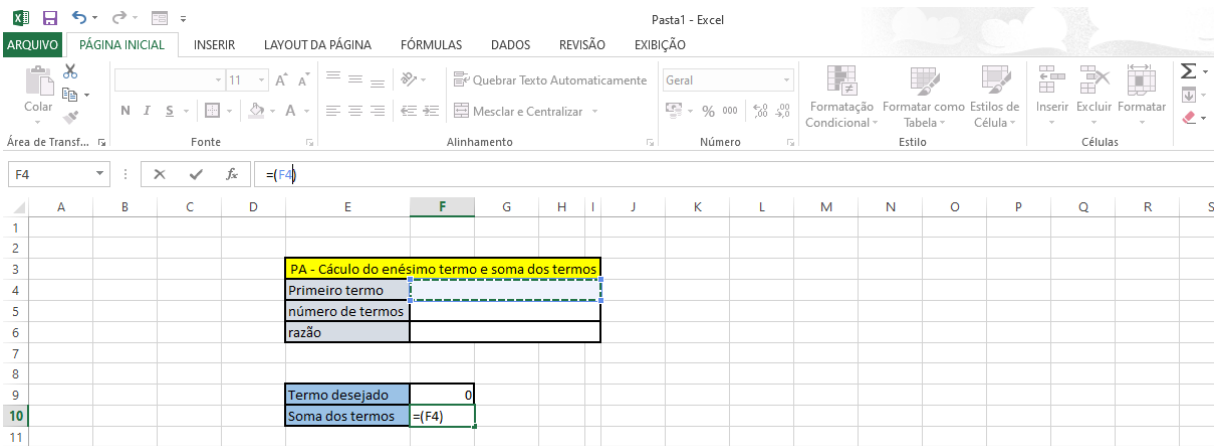 Pasta1 - Excel
ARQUIVO PÁGINA INICIAL INSERIR LAYOUT DA PÁGINA FÓRMULAS DADOS REVISÃO EXIBIÇÃO
Colar
11 A A
Quebrar Texto Automaticamente
Geral
N I S A
Mesclar e Centralizar
% 000 ,00
Formatação Condicional
Formatar como Tabela
Estilos de Célula
Inserir Excluir Formatar
Área de Transf... Fonte Alinhamento Número Estilo Células
F4 fx =(F4)
A B C D E F G H I J K L M N O P Q R S
1
2
3 PA - Cáculo do enésimo termo e soma dos termos
4 Primeiro termo
5 número de termos
6 razão
7
8
9 Termo desejado 0
10 Soma dos termos =(F4)
11